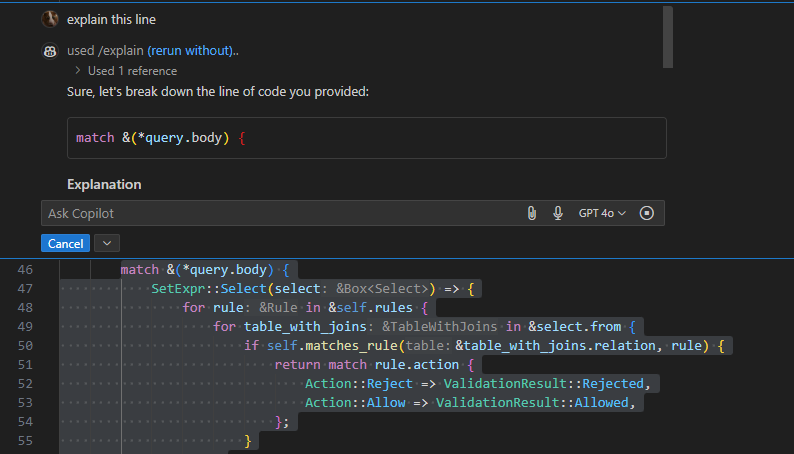 explain this line
used /explain (rerun without)..
Used 1 reference
Sure, let's break down the line of code you provided:
match &(*query.body) {
Explanation
Ask Copilot
GPT 4o
Cancel
46 match &(*query.body) {
47 SetExpr::Select(select: &Box<Select>) => {
48 for rule: &Rule in &self.rules {
49 for table_with_joins: &TableWithJoins in &select.from {
50 if self.matches_rule(table: &table_with_joins.relation, rule) {
51 return match rule.action {
52 Action::Reject => ValidationResult::Rejected,
53 Action::Allow => ValidationResult::Allowed,
54 };
55 }